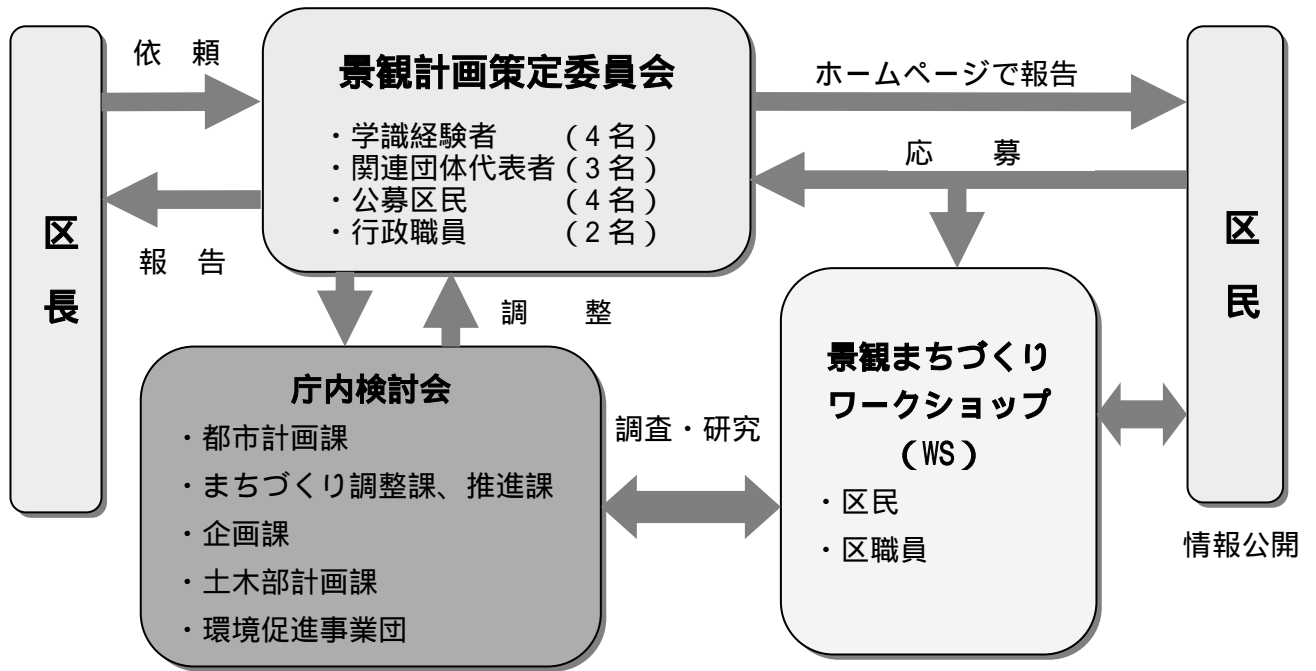 区長
依　頼
報　告
景観計画策定委員会
・学識経験者　　（４名）
・関連団体代表者（３名）
・公募区民　　　（４名）
・行政職員　　　（２名）
ホームページで報告
応　　募
区民
情報公開
調　　整
庁内検討会
・都市計画課
・まちづくり調整課、推進課
・企画課
・土木部計画課
・環境促進事業団
調査・研究
景観まちづくり
ワークショップ
（WS）
・区民
・区職員